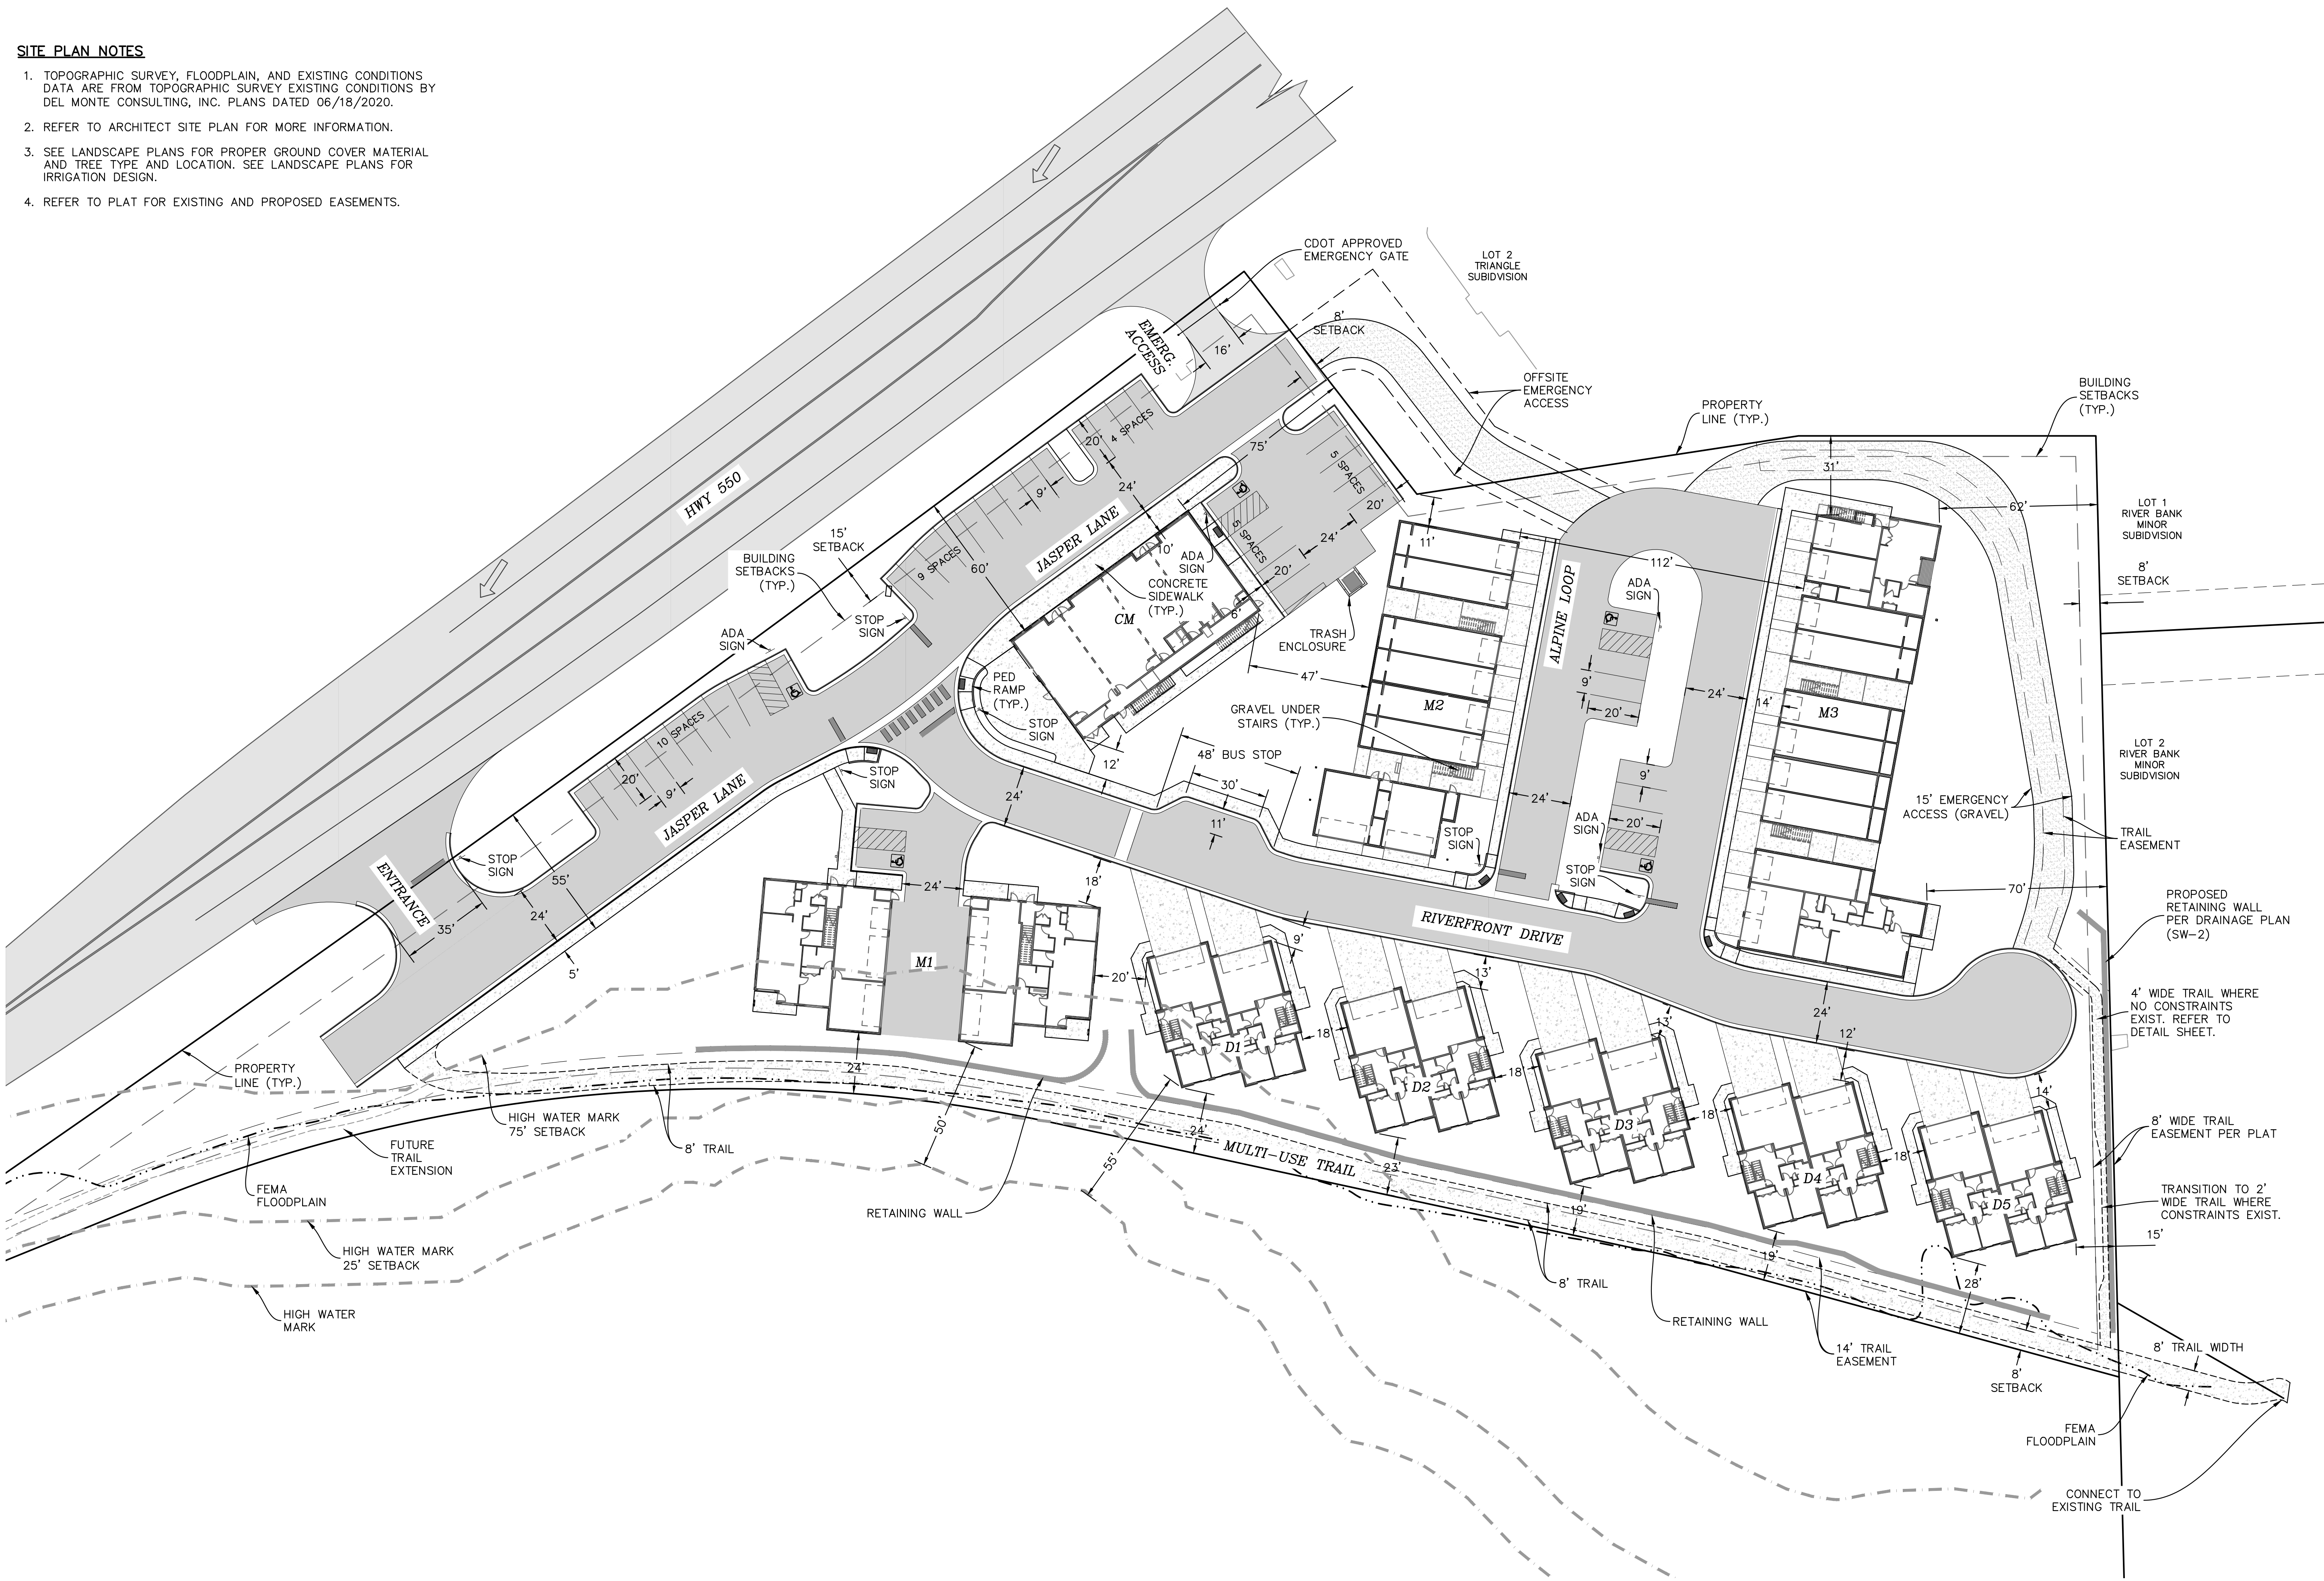 SITE PLAN NOTES
1. TOPOGRAPHIC SURVEY, FLOODPLAIN, AND EXISTING CONDITIONS
DATA ARE FROM TOPOGRAPHIC SURVEY EXISTING CONDITIONS BY
DEL MONTE CONSULTING, INC. PLANS DATED 06/18/2020.
2. REFER TO ARCHITECT SITE PLAN FOR MORE INFORMATION.
3. SEE LANDSCAPE PLANS FOR PROPER GROUND COVER MATERIAL
AND TREE TYPE AND LOCATION. SEE LANDSCAPE PLANS FOR
IRRIGATION DESIGN.
4. REFER TO PLAT FOR EXISTING AND PROPOSED EASEMENTS.
CDOT APPROVED
EMERGENCY GATE
LOT 2
TRIANGLE
SUBIDVISION
EMERG.
ACCESS
16'
8'
SETBACK
OFFSITE
EMERGENCY
ACCESS
PROPERTY
LINE (TYP.)
BUILDING
SETBACKS
(TYP.)
HWY 550
20'
4 SPACES
75'
5 SPACES
9'
24'
20'
31'
JASPER LANE
15'
SETBACK
BUILDING
SETBACKS
(TYP.)
9 SPACES
60'
10'
ADA
SIGN
5 SPACES
24'
11'
20'
CONCRETE
SIDEWALK
(TYP.)
CM
6'
112'
62'
LOT 1
RIVER BANK
MINOR
SUBDIVISION
8'
SETBACK
ADA
SIGN
ALPINE LOOP
STOP
SIGN
ADA
SIGN
TRASH
ENCLOSURE
PED
RAMP
(TYP.)
47'
9'
24'
14'
M3
20'
M2
STOP
SIGN
GRAVEL UNDER
STAIRS (TYP.)
10 SPACES
12'
48' BUS STOP
LOT 2
RIVER BANK
MINOR
SUBDIVISION
20'
9'
STOP
SIGN
30'
9'
24'
24'
JASPER LANE
11'
20'
15' EMERGENCY
ACCESS (GRAVEL)
ADA
SIGN
STOP
SIGN
TRAIL
EASEMENT
STOP
SIGN
ENTRANCE
55'
18'
24'
STOP
SIGN
70'
PROPOSED
RETAINING WALL
PER DRAINAGE PLAN
(SW-2)
35'
24'
RIVERFRONT DRIVE
9'
M1
5'
20'
13'
4' WIDE TRAIL WHERE
NO CONSTRAINTS
EXIST. REFER TO
DETAIL SHEET.
24'
13'
12'
18'
D1
PROPERTY
LINE (TYP.)
24'
18'
D2
14'
HIGH WATER MARK
75' SETBACK
50'
24'
18'
D3
8' WIDE TRAIL
EASEMENT PER PLAT
FUTURE
TRAIL
EXTENSION
8' TRAIL
55'
MULTI-USE TRAIL
23'
18'
D4
FEMA
FLOODPLAIN
TRANSITION TO 2'
WIDE TRAIL WHERE
CONSTRAINTS EXIST.
RETAINING WALL
19'
D5
15'
HIGH WATER MARK
25' SETBACK
19'
8' TRAIL
28'
HIGH WATER
MARK
RETAINING WALL
14' TRAIL
EASEMENT
8' TRAIL WIDTH
8'
SETBACK
FEMA
FLOODPLAIN
CONNECT TO
EXISTING TRAIL